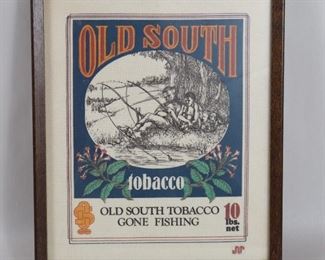 OLD SOUTH
tobacco
OLD SOUTH TOBACCO
GONE FISHING
10
lbs.
net